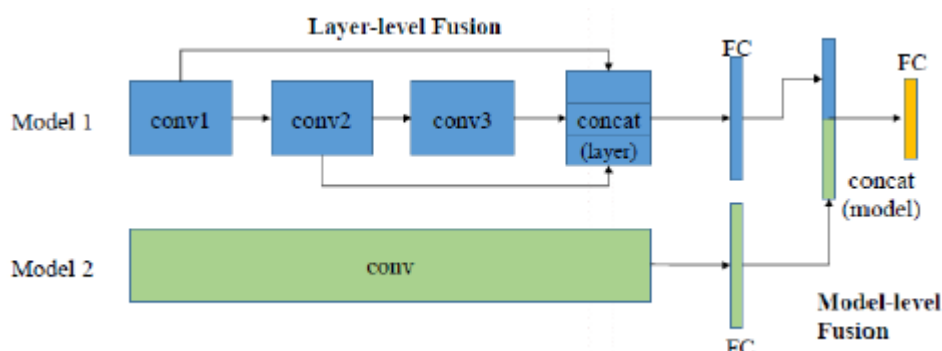 Layer-level Fusion
FC
FC
Model 1
conv1
conv2
conv3
concat
(layer)
concat
(model)
Model 2
conv
Model-level
Fusion
FC